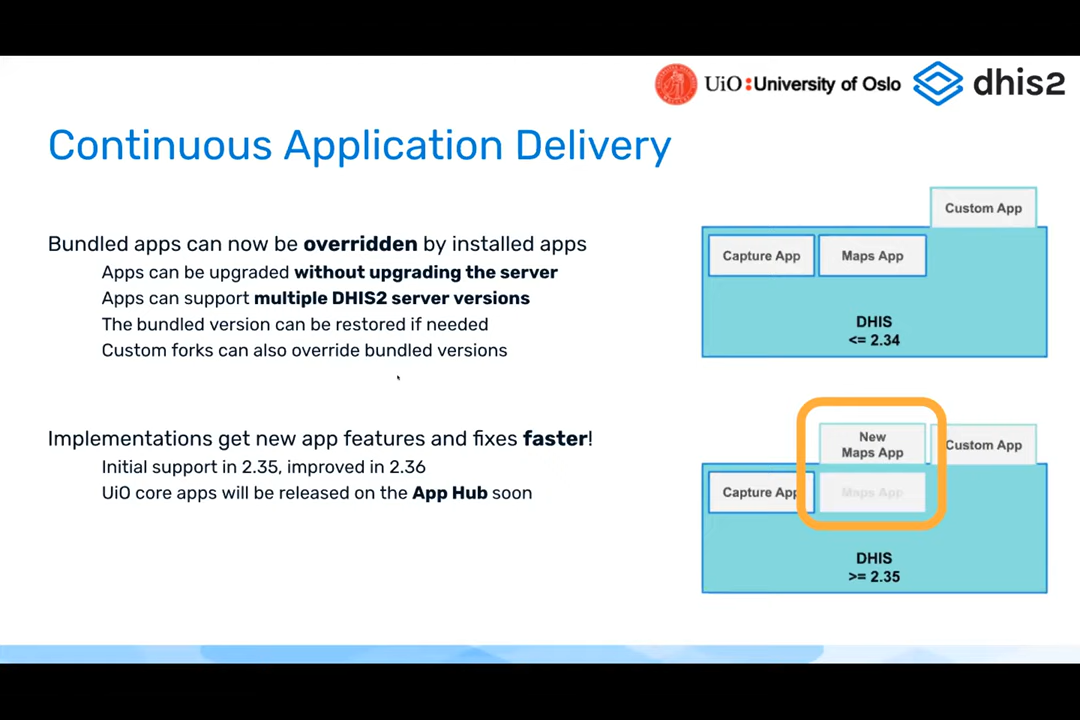 UiO:University of Oslo
dhis2
Continuous Application Delivery
Bundled apps can now be overridden by installed apps
Apps can be upgraded without upgrading the server
Apps can support multiple DHIS2 server versions
The bundled version can be restored if needed
Custom forks can also override bundled versions
Implementations get new app features and fixes faster!
Initial support in 2.35, improved in 2.36
UiO core apps will be released on the App Hub soon
Custom App
Capture App
Maps App
DHIS
<= 2.34
New
Maps App
Custom App
Capture App
Maps App
DHIS
>= 2.35